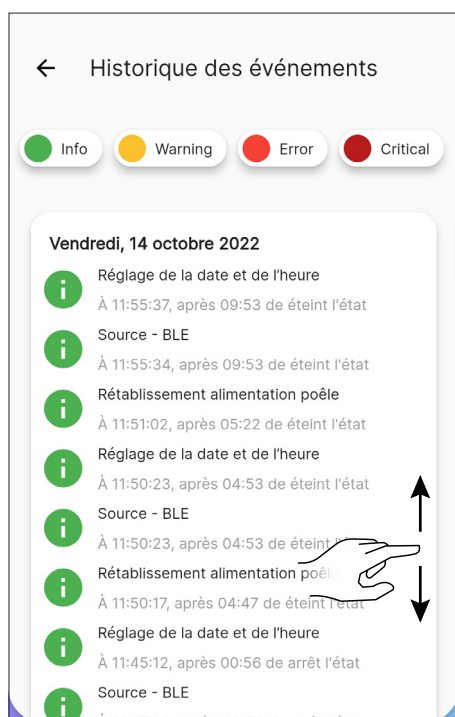 Historique des événements
Info Warning Error Critical
Vendredi, 14 octobre 2022
Réglage de la date et de l’heure
À 11:55:37, après 09:53 de éteint l'état
Source - BLE
À 11:55:34, après 09:53 de éteint l'état
Rétablissement alimentation poêle
À 11:51:02, après 05:22 de éteint l'état
Réglage de la date et de l’heure
À 11:50:23, après 04:53 de éteint l'état
Source - BLE
À 11:50:23, après 04:53 de éteint l'état
Rétablissement alimentation poêle
À 11:50:17, après 04:47 de éteint l'état
Réglage de la date et de l’heure
À 11:45:12, après 00:56 de arrêt l'état
Source - BLE